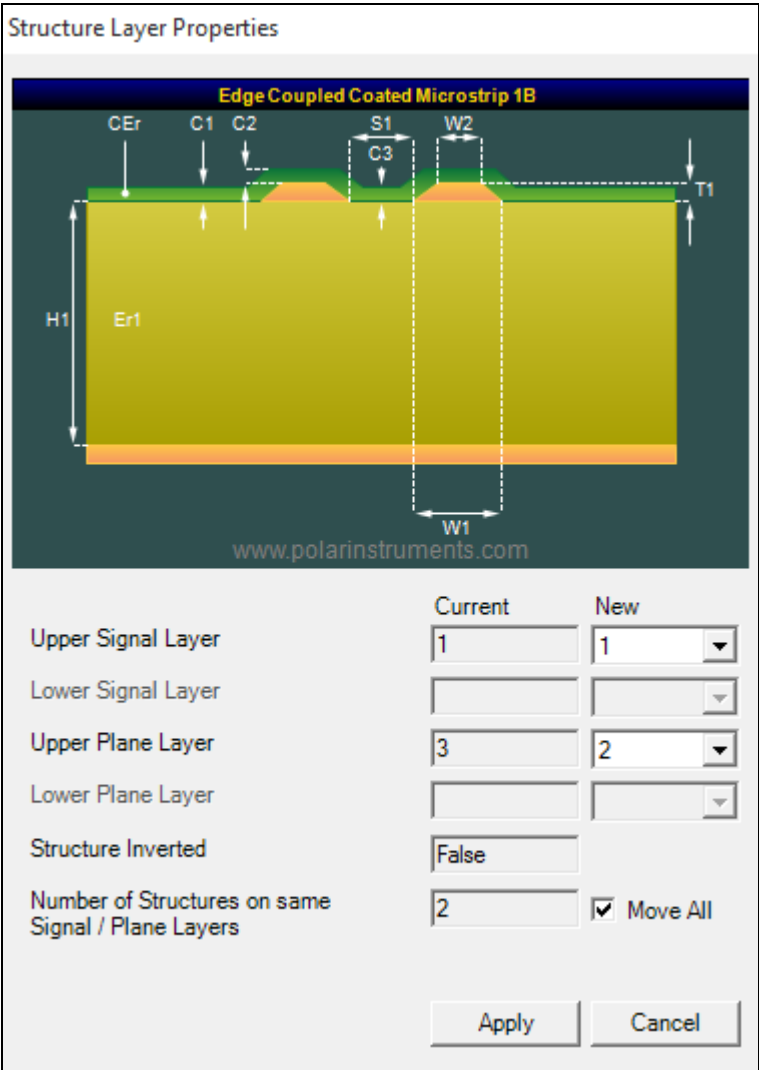 Structure Layer Properties
Edge Coupled Coated Microstrip 1B
CEr C1 C2 S1 W2
C3
T1
H1 Er1
W1
www.polarinstruments.com
Current New
Upper Signal Layer 1 1
Lower Signal Layer
Upper Plane Layer 3 2
Lower Plane Layer
Structure Inverted False
Number of Structures on same 2 Move All
Signal / Plane Layers
Apply Cancel